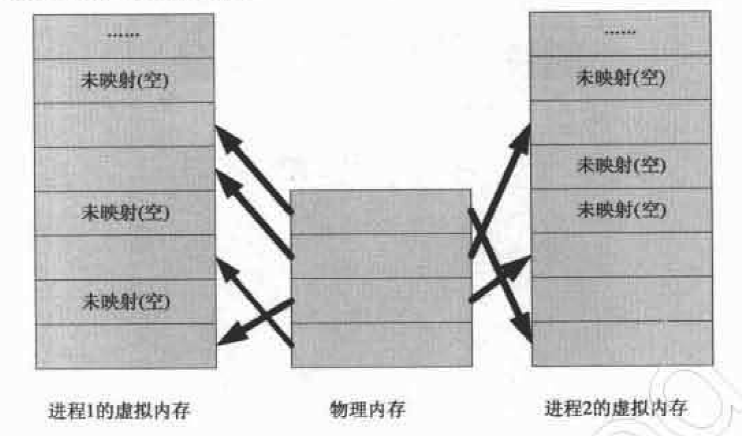 ......
未映射(空)
未映射(空)
未映射(空)
......
未映射(空)
未映射(空)
未映射(空)
进程1的虚拟内存
物理内存
进程2的虚拟内存